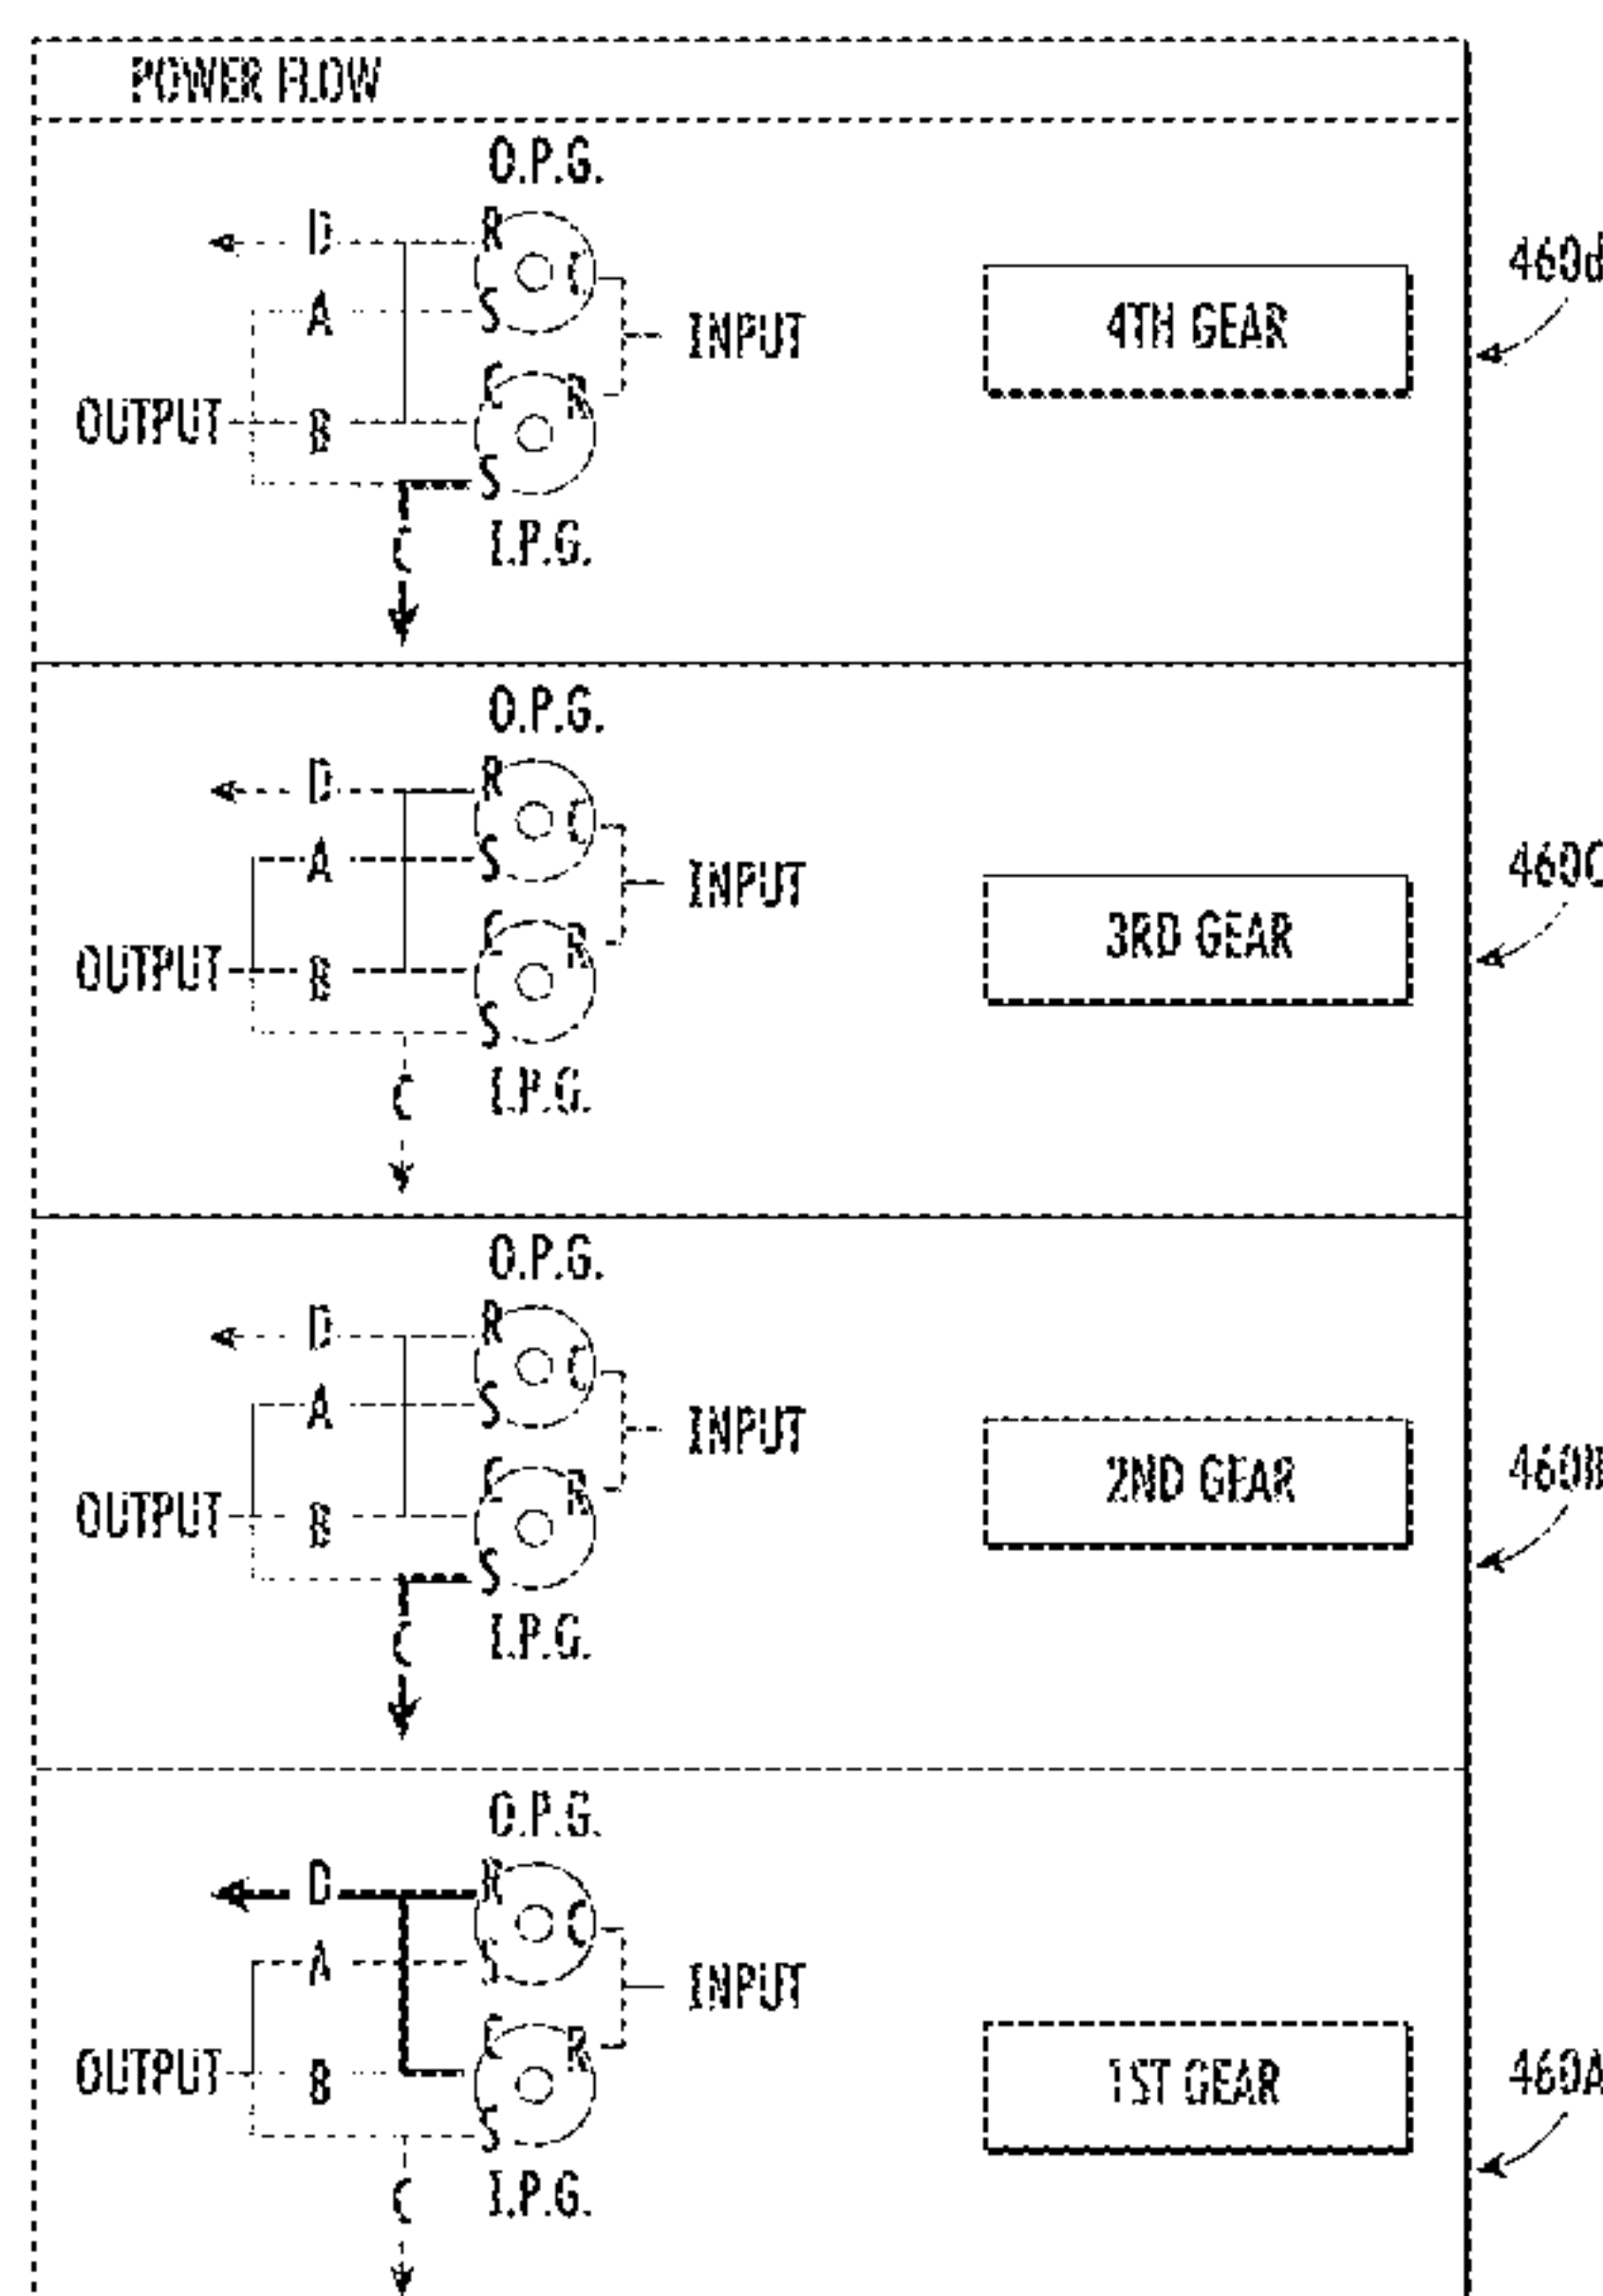 POWER FLOW
O.P.G.
D R
C
A S
INPUT
4TH GEAR
460d
C R
OUTPUT B
S
C I.P.G.
O.P.G.
D R
C
A S
INPUT
3RD GEAR
460C
C R
OUTPUT B
S
C I.P.G.
O.P.G.
D R
C
A S
INPUT
2ND GEAR
460B
C R
OUTPUT B
S
C I.P.G.
O.P.G.
D R
C
A S
INPUT
1ST GEAR
460A
C R
OUTPUT B
S
C I.P.G.